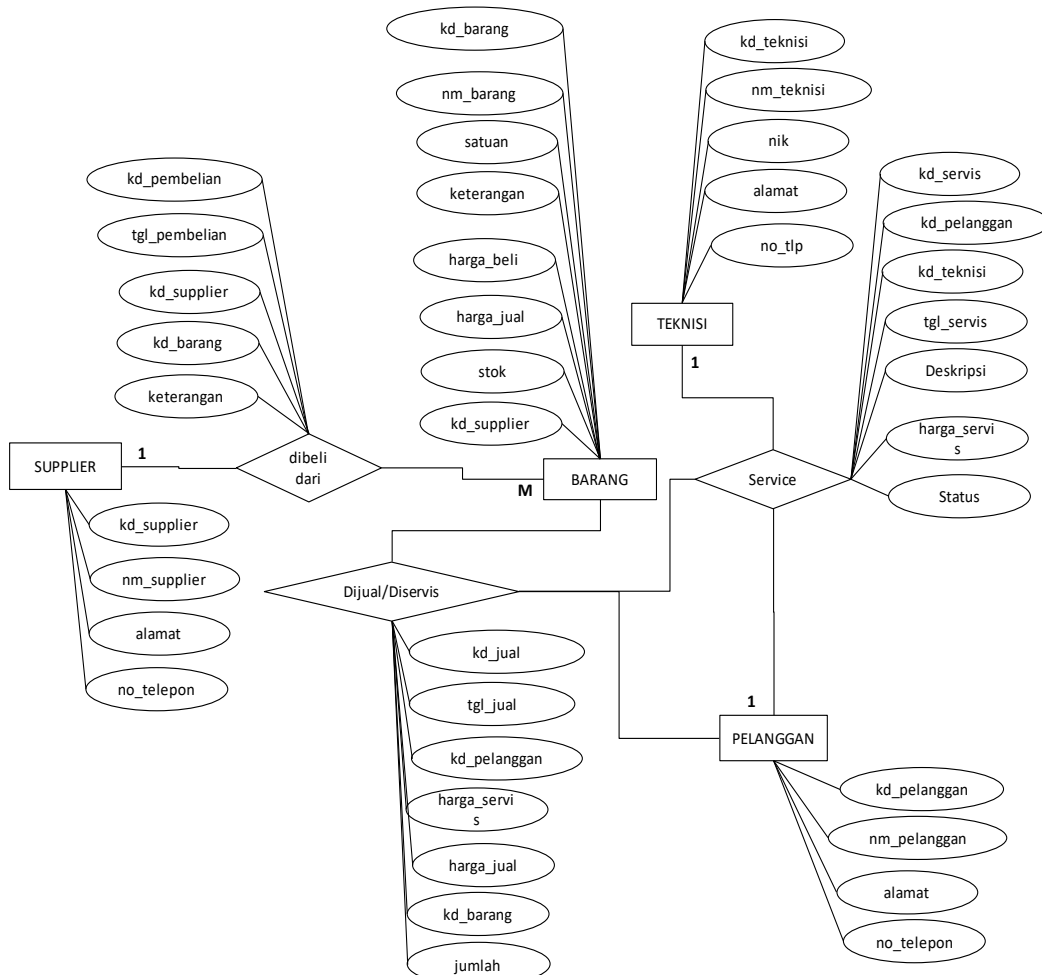 kd_barang
nm_barang
satuan
keterangan
harga_beli
harga_jual
stok
kd_supplier
kd_teknisi
nm_teknisi
nik
alamat
no_tlp
TEKNISI
1
kd_servis
kd_pelanggan
kd_teknisi
tgl_servis
Deskripsi
harga_servi
s
Status
kd_pembelian
tgl_pembelian
kd_supplier
kd_barang
keterangan
SUPPLIER
1
dibeli
dari
M
BARANG
Service
kd_supplier
nm_supplier
alamat
no_telepon
Dijual/Diservis
kd_jual
tgl_jual
kd_pelanggan
harga_servi
s
harga_jual
kd_barang
jumlah
1
PELANGGAN
kd_pelanggan
nm_pelanggan
alamat
no_telepon